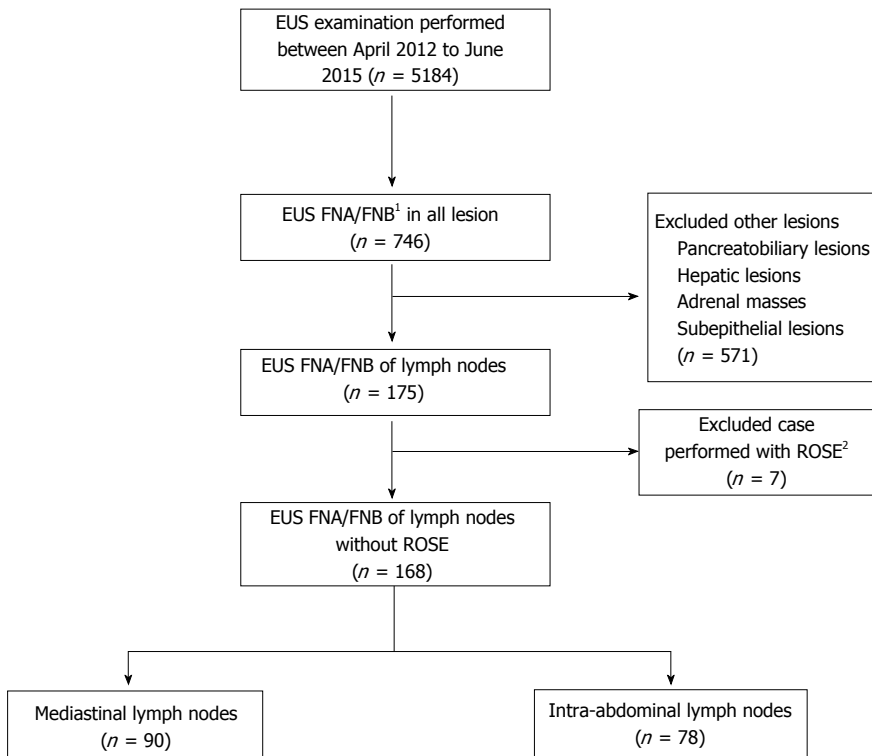 EUS examination performed
between April 2012 to June
2015 (n = 5184)
EUS FNA/FNB¹ in all lesion
(n = 746)
Excluded other lesions
Pancreatobiliary lesions
Hepatic lesions
Adrenal masses
Subepithelial lesions
(n = 571)
EUS FNA/FNB of lymph nodes
(n = 175)
Excluded case
performed with ROSE²
(n = 7)
EUS FNA/FNB of lymph nodes
without ROSE
(n = 168)
Mediastinal lymph nodes
(n = 90)
Intra-abdominal lymph nodes
(n = 78)